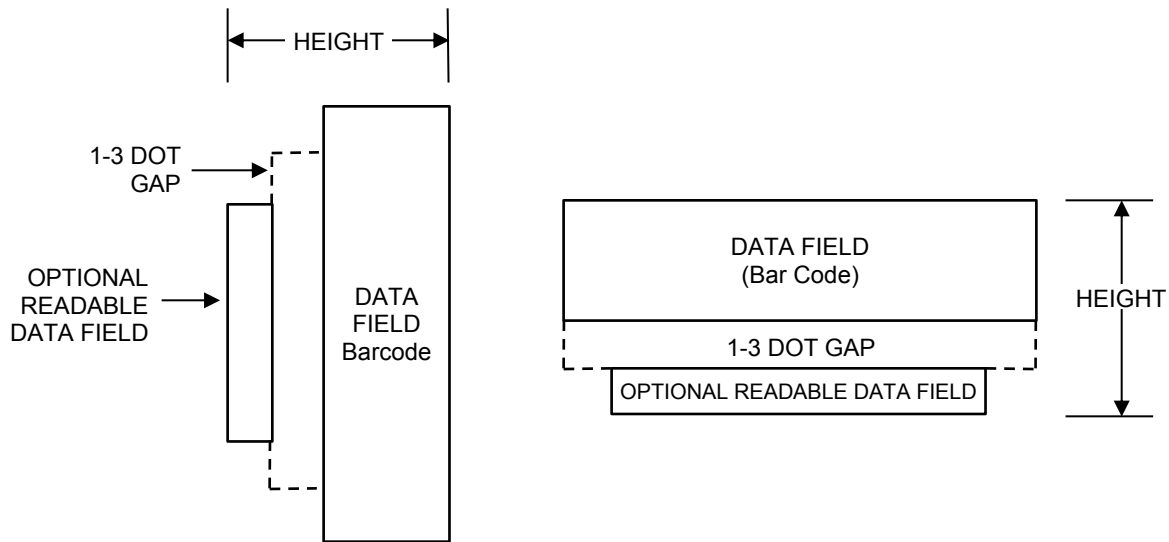 HEIGHT
1-3 DOT
GAP
OPTIONAL
READABLE
DATA FIELD
DATA
FIELD
Barcode
DATA FIELD
(Bar Code)
1-3 DOT GAP
OPTIONAL READABLE DATA FIELD
HEIGHT